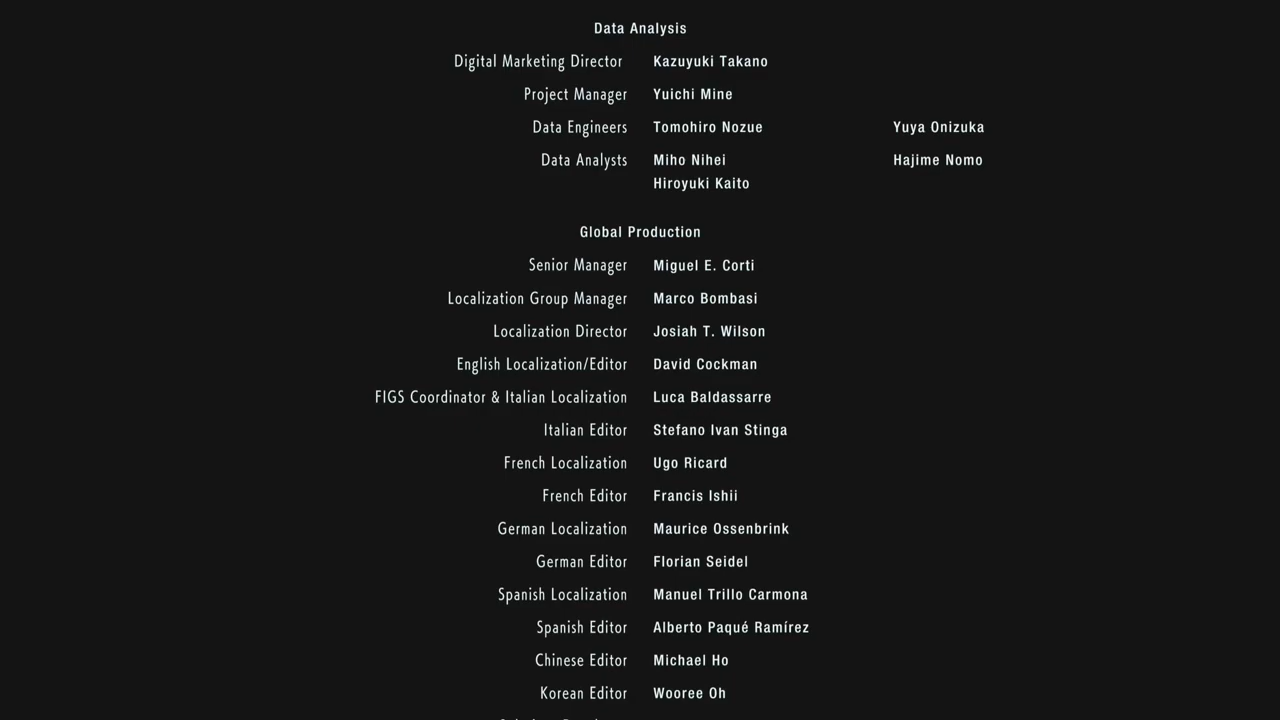 Data Analysis
Digital Marketing Director Kazuyuki Takano
Project Manager Yuichi Mine
Data Engineers Tomohiro Nozue Yuya Onizuka
Data Analysts Miho Nihei Hajime Nomo
Hiroyuki Kaito
Global Production
Senior Manager Miguel E. Corti
Localization Group Manager Marco Bombasi
Localization Director Josiah T. Wilson
English Localization/Editor David Cockman
FIGS Coordinator & Italian Localization Luca Baldassarre
Italian Editor Stefano Ivan Stinga
French Localization Ugo Ricard
French Editor Francis Ishii
German Localization Maurice Ossenbrink
German Editor Florian Seidel
Spanish Localization Manuel Trillo Carmona
Spanish Editor Alberto Paqué Ramírez
Chinese Editor Michael Ho
Korean Editor Wooree Oh